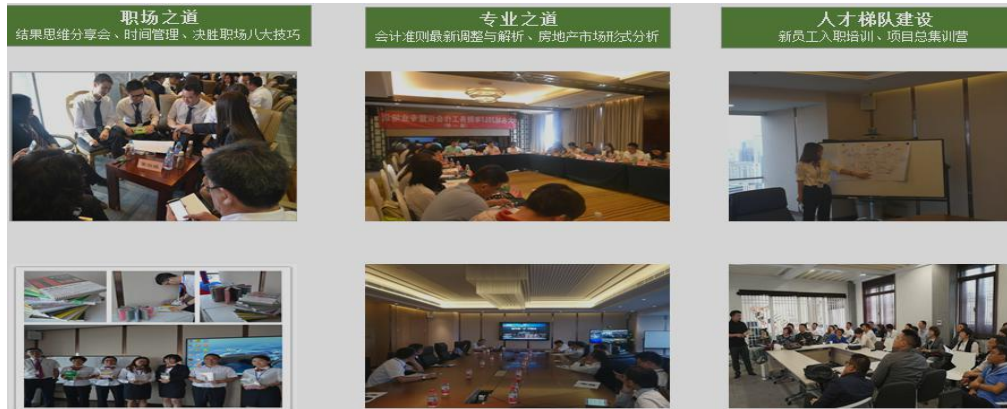 职场之道
结果思维分享会、时间管理、决胜职场八大技巧
专业之道
会计准则最新调整与解析、房地产市场形式分析
人才梯队建设
新员工入职培训、项目总集训营